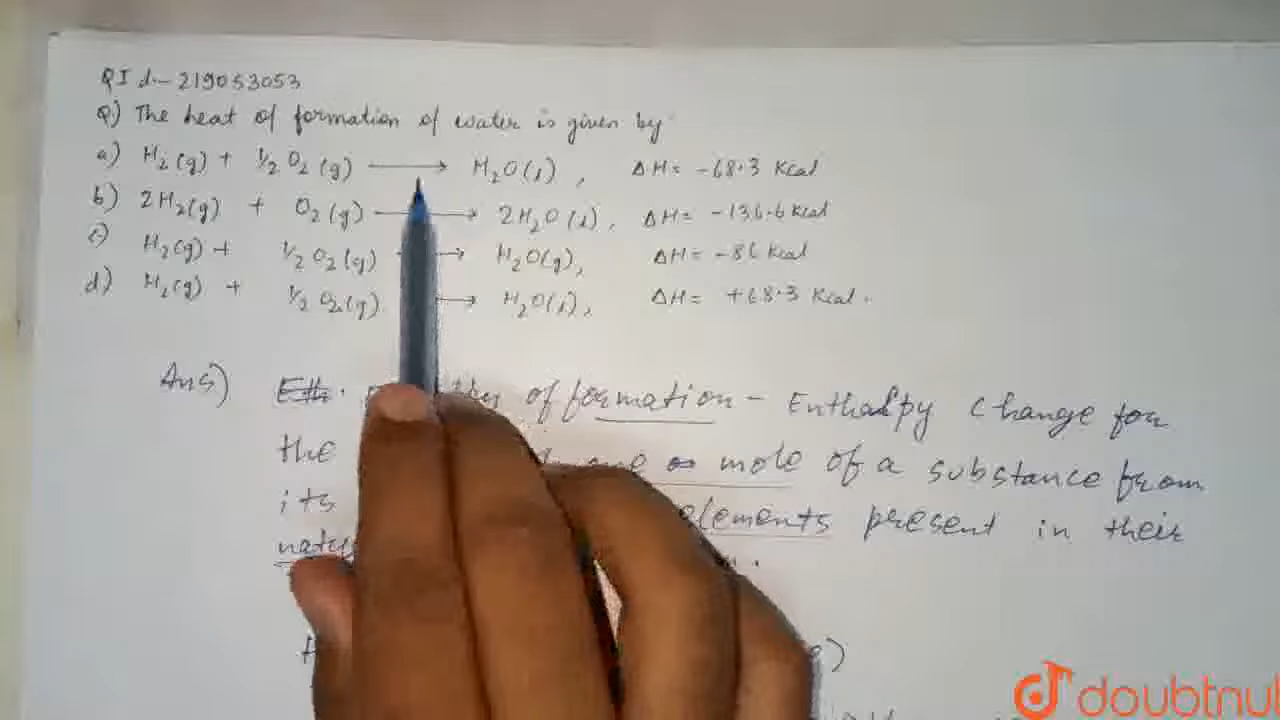 QId:- 219053053
Q) The heat of formation of water is given by
a) H₂(g) + 1/2 O₂(g) ⟶ H₂O(l), ΔH = -68.3 Kcal
b) 2H₂(g) + O₂(g) ⟶ 2H₂O(l), ΔH = -136.6 Kcal
c) H₂(g) + 1/2 O₂(g) → H₂O(g), ΔH = -86 Kcal
d) H₂(g) + 1/2 O₂(g) → H₂O(l), ΔH = +68.3 Kcal.
Ans) of formation - Enthalpy change for
the mole of a substance from
its elements present in their
doubtnut